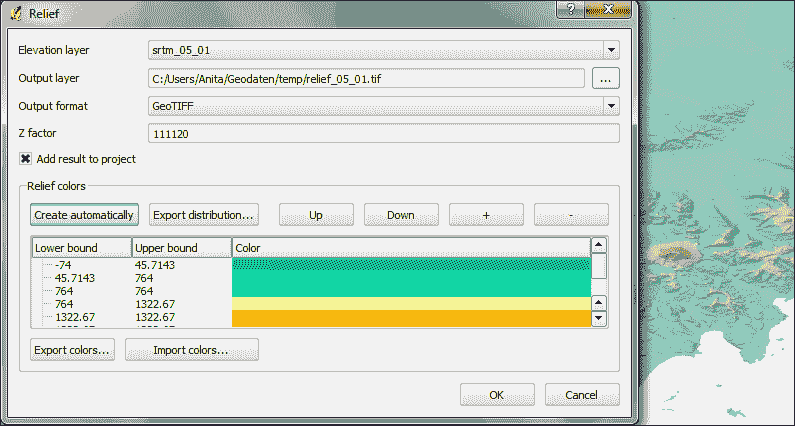 Relief
Elevation layer srtm_05_01
Output layer C:/Users/Anita/Geodaten/temp/relief_05_01.tif ...
Output format GeoTIFF
Z factor 111120
Add result to project
Relief colors
Create automatically Export distribution... Up Down + -
Lower bound Upper bound Color
-74 45.7143
45.7143 764
764 764
764 1322.67
1322.67 1322.67
Export colors... Import colors...
OK Cancel